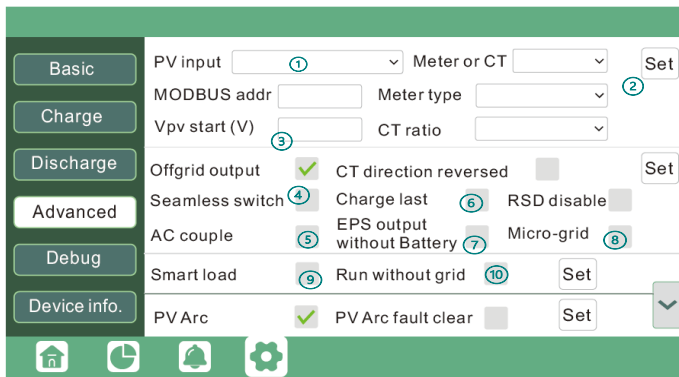 PV input ① Meter or CT Set
Basic
②
MODBUS addr Meter type
Charge
Vpv start (V) ③ CT ratio
Discharge
Offgrid output CT direction reversed Set
Seamless switch ④ Charge last ⑥ RSD disable
Advanced
AC couple ⑤ EPS output
without Battery ⑦ Micro-grid ⑧
Debug
Smart load ⑨ Run without grid ⑩ Set
Device info.
PV Arc PV Arc fault clear Set